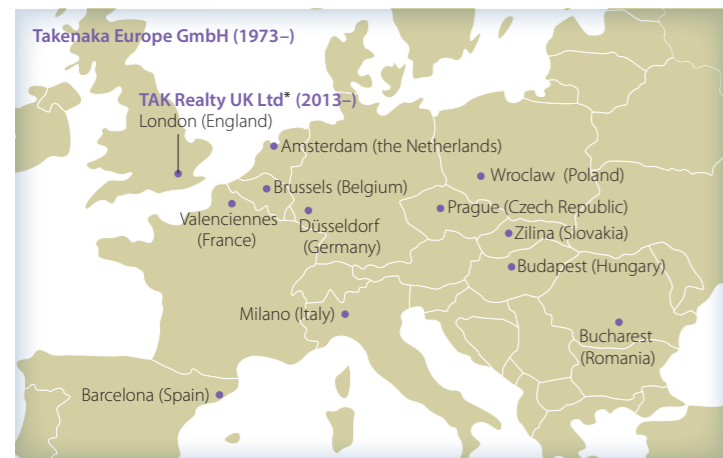 Takenaka Europe GmbH (1973–)
TAK Realty UK Ltd* (2013–)
London (England)
Amsterdam (the Netherlands)
Wroclaw (Poland)
Brussels (Belgium)
Prague (Czech Republic)
Valenciennes
(France)
Düsseldorf
(Germany)
Zilina (Slovakia)
Budapest (Hungary)
Milano (Italy)
Bucharest
(Romania)
Barcelona (Spain)